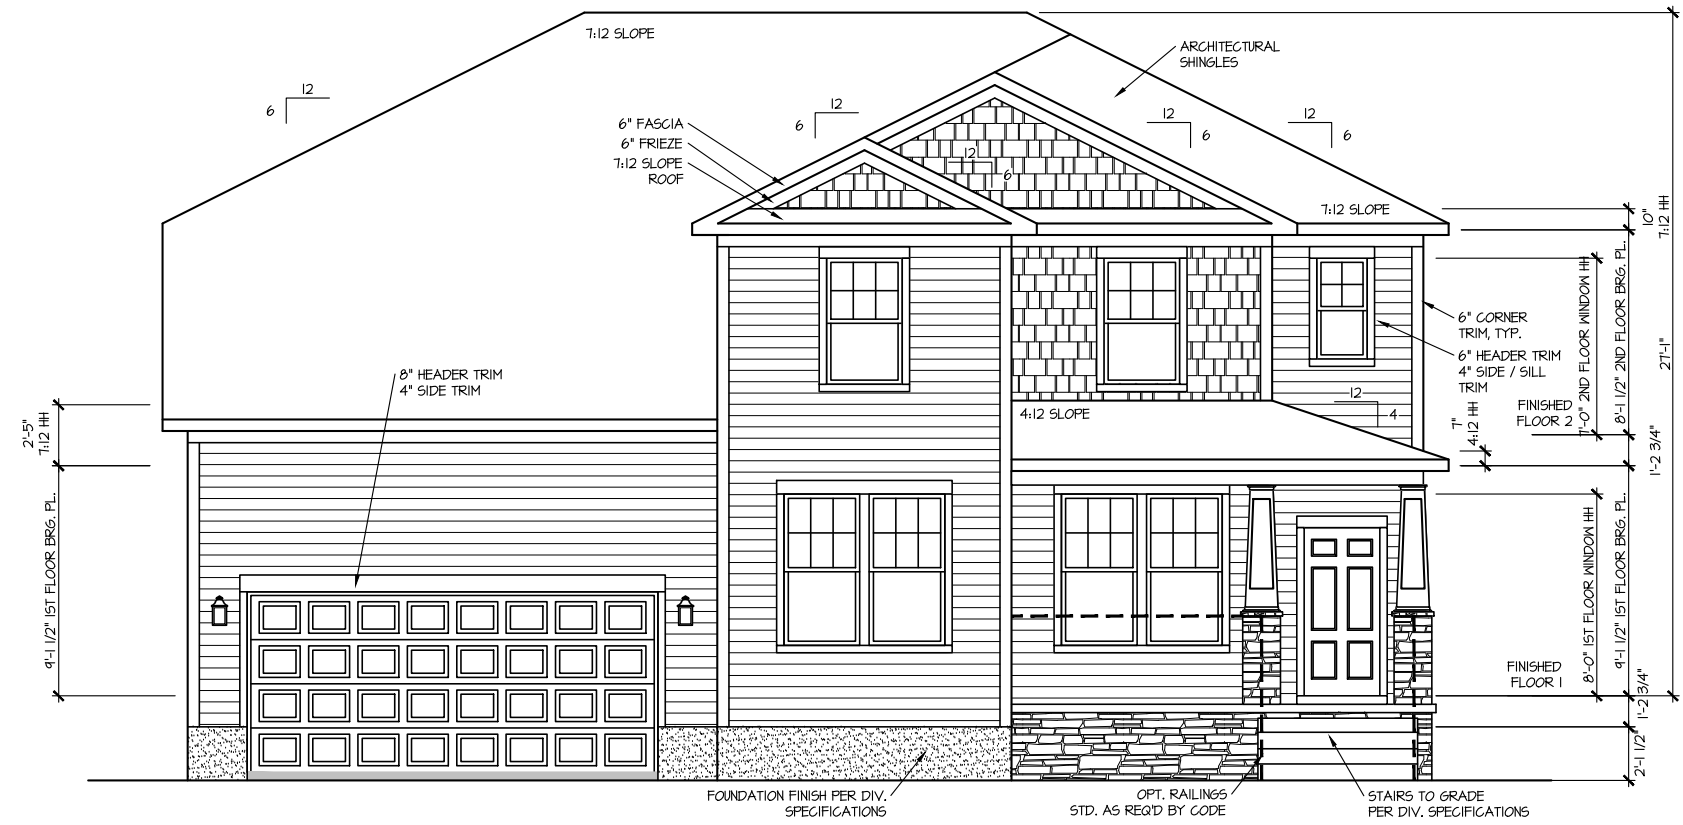 7:12 SLOPE
ARCHITECTURAL
SHINGLES
12
6
12
6
12
6
12
6
6" FASCIA
6" FRIEZE
7:12 SLOPE
ROOF
12
6
7:12 SLOPE
10"
7:12 HH
6" CORNER
TRIM, TYP.
6" HEADER TRIM
4" SIDE / SILL
TRIM
7'-0" 2ND FLOOR WINDOW HH
8'-1 1/2" 2ND FLOOR BRG. PL.
27'-1"
8" HEADER TRIM
4" SIDE TRIM
12
4
4:12 SLOPE
FINISHED
FLOOR 2
7"
4:12 HH
1'-2 3/4"
2'-5"
7:12 HH
9'-1 1/2" 1ST FLOOR BRG. PL.
8'-0" 1ST FLOOR WINDOW HH
9'-1 1/2" 1ST FLOOR BRG. PL.
FINISHED
FLOOR 1
1'-2 3/4"
2'-1 1/2"
FOUNDATION FINISH PER DIV.
SPECIFICATIONS
OPT. RAILINGS
STD. AS REQ'D BY CODE
STAIRS TO GRADE
PER DIV. SPECIFICATIONS